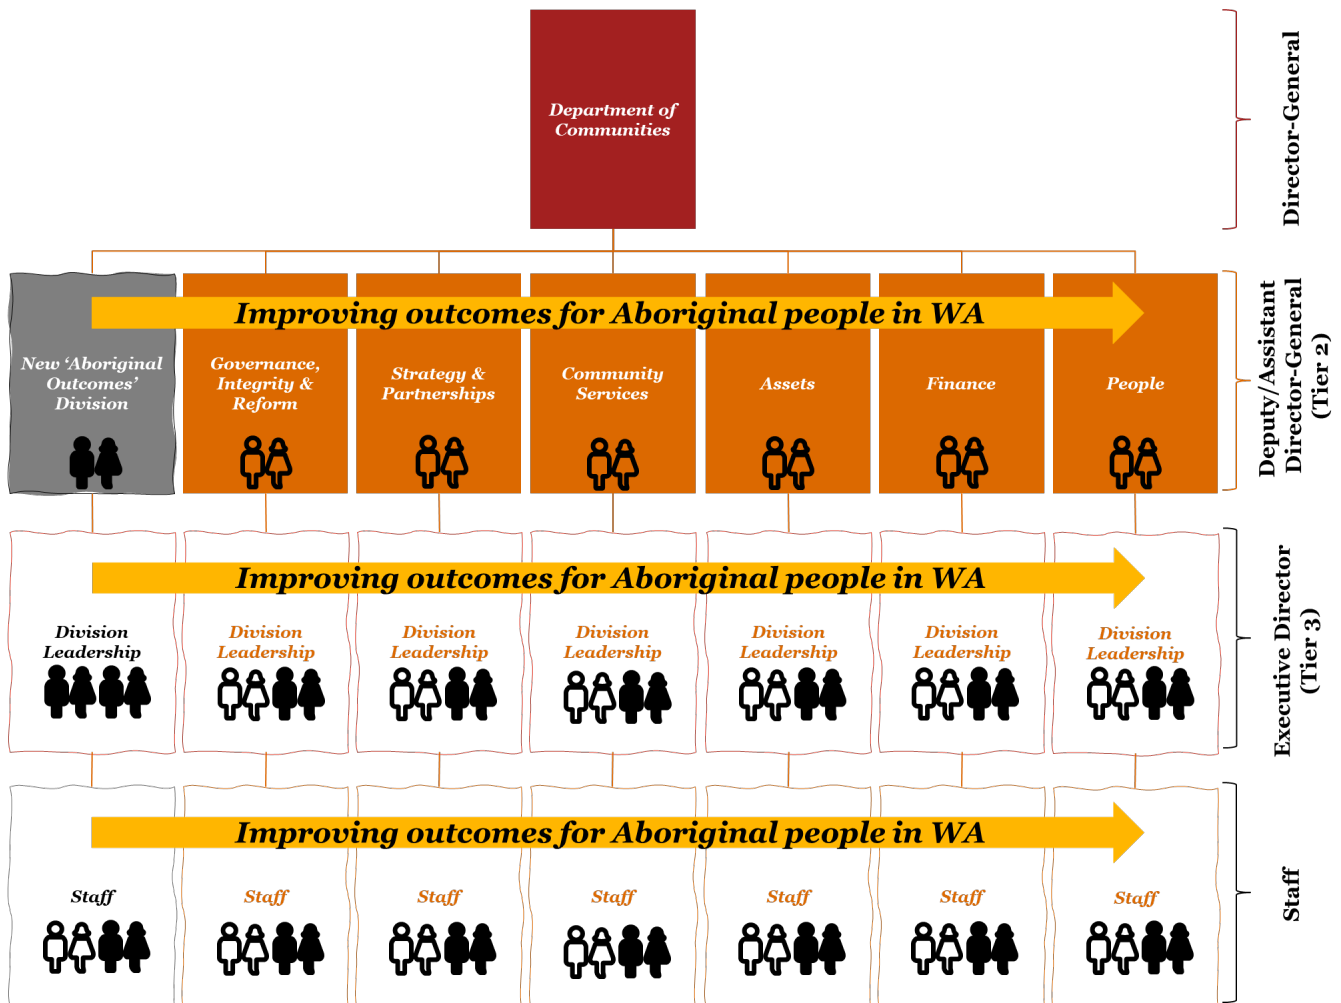 Department of
Communities
Director-General
Improving outcomes for Aboriginal people in WA
New ‘Aboriginal
Outcomes’
Division
Governance,
Integrity &
Reform
Strategy &
Partnerships
Community
Services
Assets
Finance
People
Deputy/Assistant
Director-General
(Tier 2)
Improving outcomes for Aboriginal people in WA
Division
Leadership
Division
Leadership
Division
Leadership
Division
Leadership
Division
Leadership
Division
Leadership
Division
Leadership
Executive Director
(Tier 3)
Improving outcomes for Aboriginal people in WA
Staff
Staff
Staff
Staff
Staff
Staff
Staff
Staff